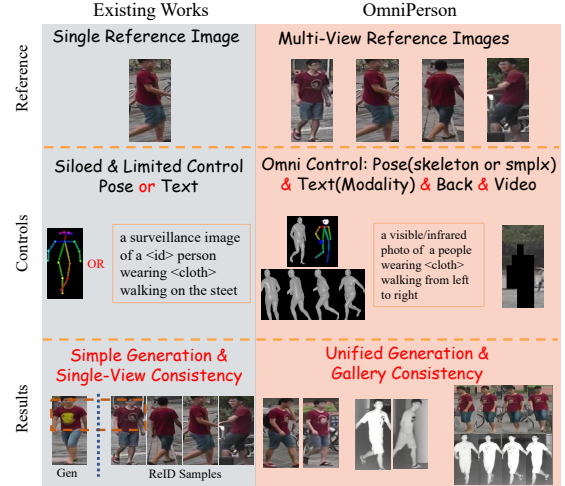 Existing Works
OmniPerson
Reference
Single Reference Image
Multi-View Reference Images
Controls
Siloed & Limited Control
Pose or Text
OR
a surveillance image
of a <id> person
wearing <cloth>
walking on the steet
Omni Control: Pose(skeleton or smplx)
& Text(Modality) & Back & Video
a visible/infrared
photo of a people
wearing <cloth>
walking from left
to right
Results
Simple Generation &
Single-View Consistency
Gen
ReID Samples
Unified Generation &
Gallery Consistency